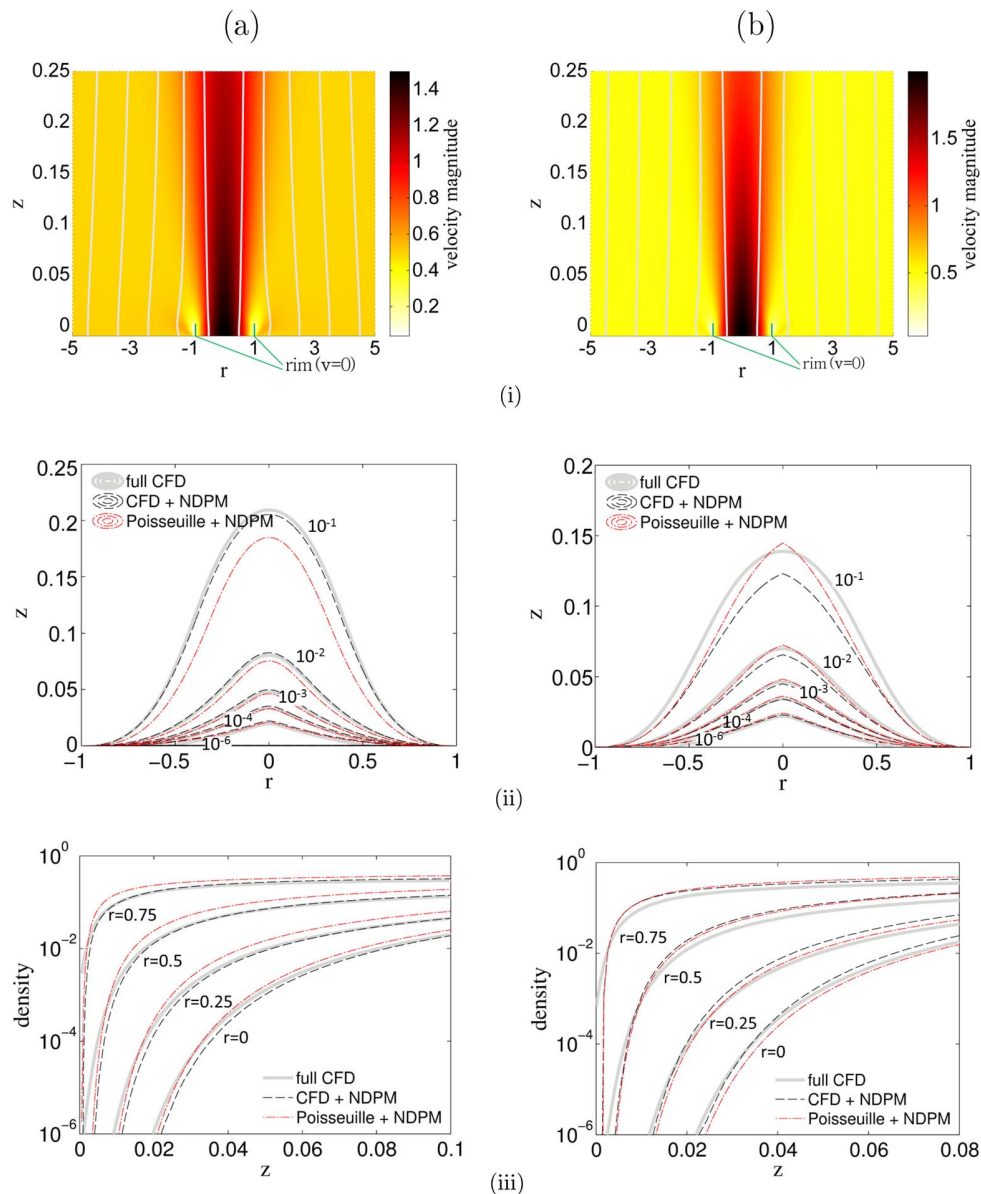 (a)
(b)
0.25
0.2
0.15
0.1
0.05
0
z
-5
-1
1
5
r
rim (v=0)
1.4
1.2
1
0.8
0.6
0.4
0.2
velocity magnitude
0.25
0.2
0.15
0.1
0.05
0
z
-5
-1
1
5
r
rim (v=0)
1.5
1
0.5
velocity magnitude
(i)
0.25
0.2
0.15
0.1
0.05
0
z
full CFD
CFD + NDPM
Poisseuille + NDPM
10-1
10-2
10-3
10-4
10-6
-1
-0.5
0
0.5
1
r
0.2
0.15
0.1
0.05
0
z
full CFD
CFD + NDPM
Poisseuille + NDPM
10-1
10-2
10-3
10-4
10-6
-1
-0.5
0
0.5
1
r
(ii)
100
10-2
10-4
10-6
density
r=0.75
r=0.5
r=0.25
r=0
full CFD
CFD + NDPM
Poisseuille + NDPM
0
0.02
0.04
0.06
0.08
0.1
z
100
10-2
10-4
10-6
density
r=0.75
r=0.5
r=0.25
r=0
full CFD
CFD + NDPM
Poisseuille + NDPM
0
0.02
0.04
0.06
0.08
z
(iii)